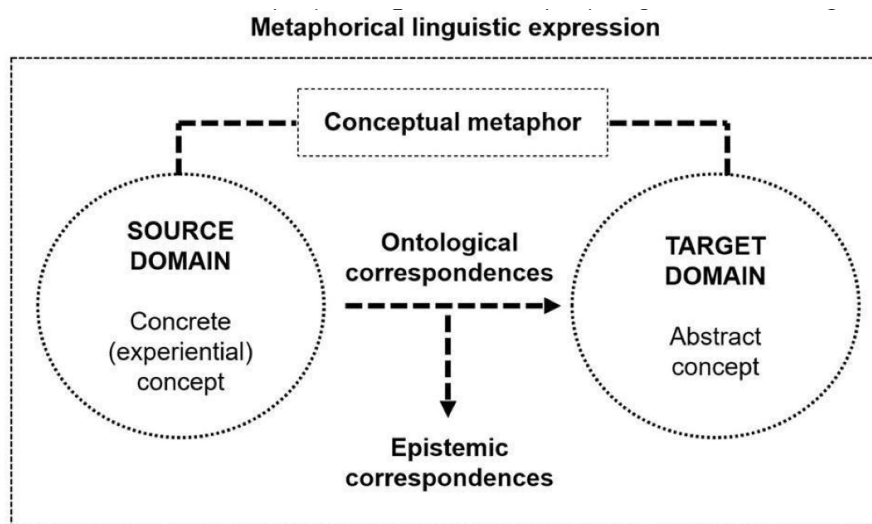 Metaphorical linguistic expression
Conceptual metaphor
SOURCE
DOMAIN
Concrete
(experiential)
concept
Ontological
correspondences
Epistemic
correspondences
TARGET
DOMAIN
Abstract
concept